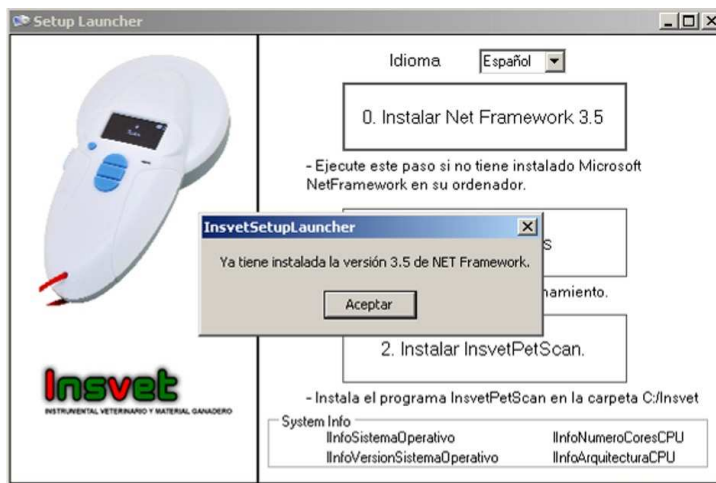 Setup Launcher
Idioma Español
0. Instalar Net Framework 3.5
- Ejecute este paso si no tiene instalado Microsoft
NetFramework en su ordenador.
InsvetSetupLauncher
Ya tiene instalada la versión 3.5 de NET Framework.
Aceptar
2. Instalar InsvetPetScan.
- Instala el programa InsvetPetScan en la carpeta C:/Insvet
Insvet
INSTRUMENTAL VETERINARIO Y MATERIAL GANADERO
System Info
lInfoSistemaOperativo lInfoNumeroCoresCPU
lInfoVersionSistemaOperativo lInfoArquitecturaCPU